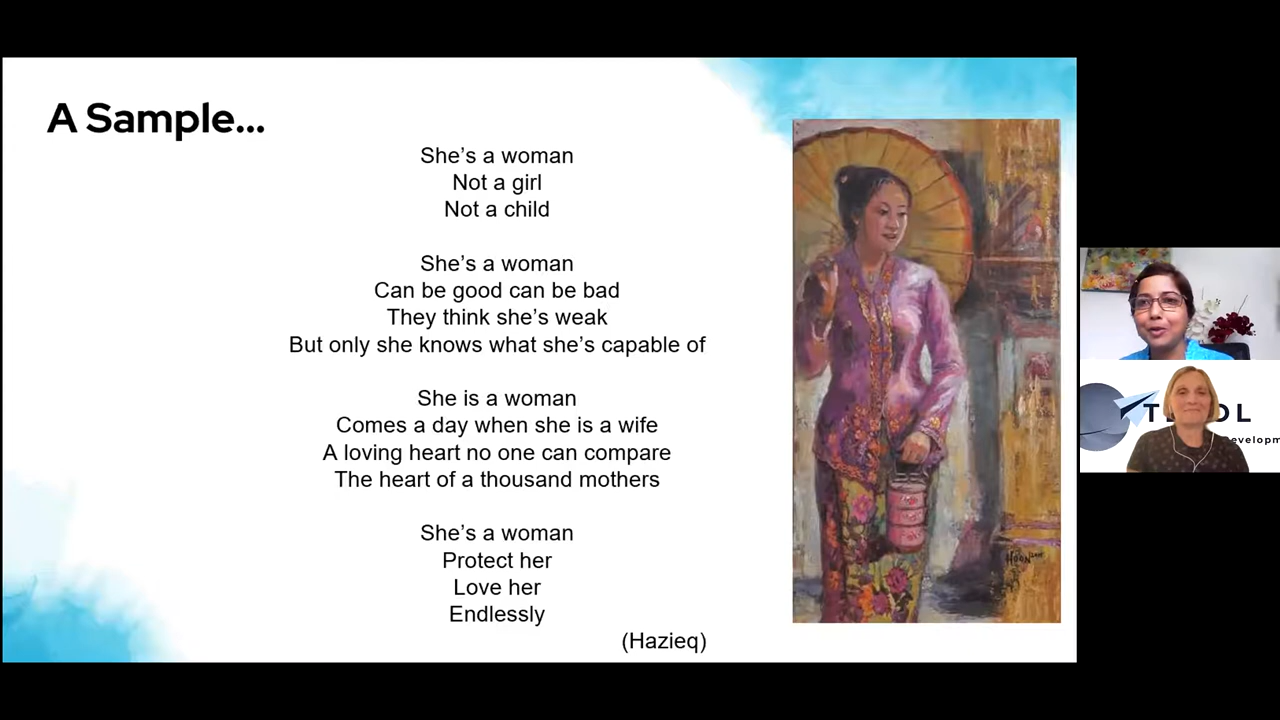 A Sample...
She's a woman
Not a girl
Not a child
She's a woman
Can be good can be bad
They think she's weak
But only she knows what she's capable of
She is a woman
Comes a day when she is a wife
A loving heart no one can compare
The heart of a thousand mothers
She's a woman
Protect her
Love her
Endlessly
(Hazieq)
HOON